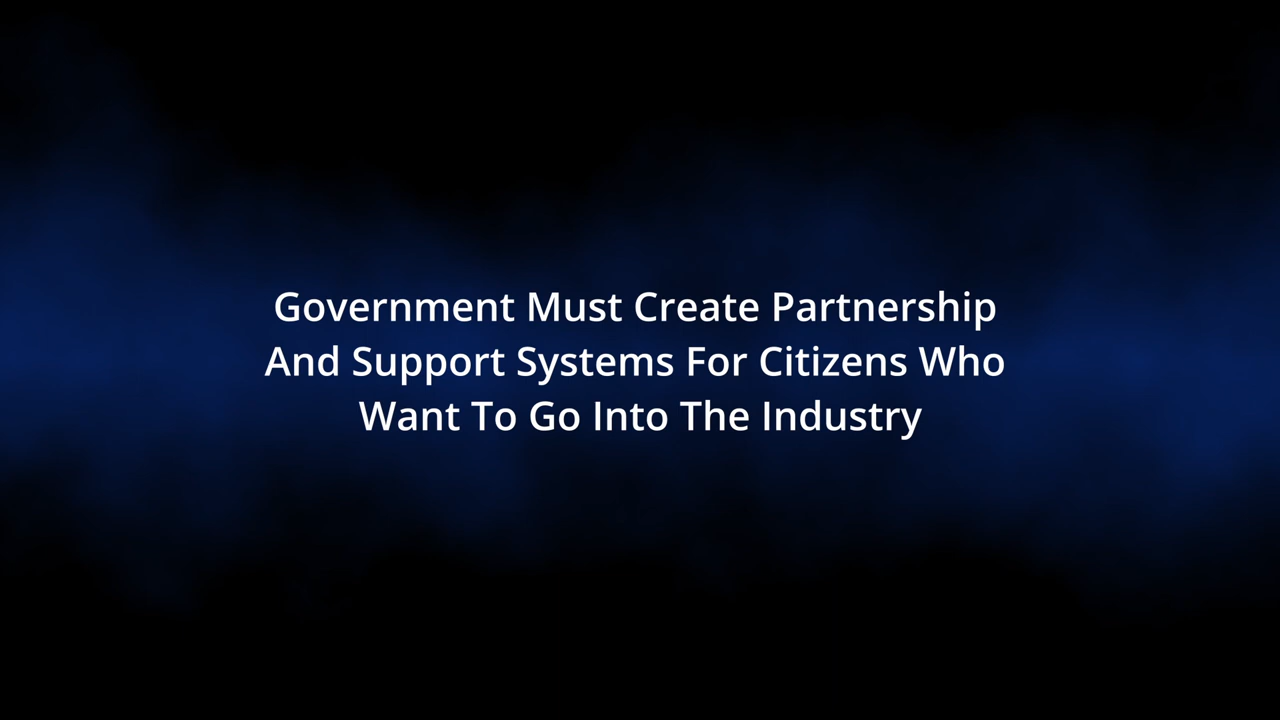 Government Must Create Partnership
And Support Systems For Citizens Who
Want To Go Into The Industry